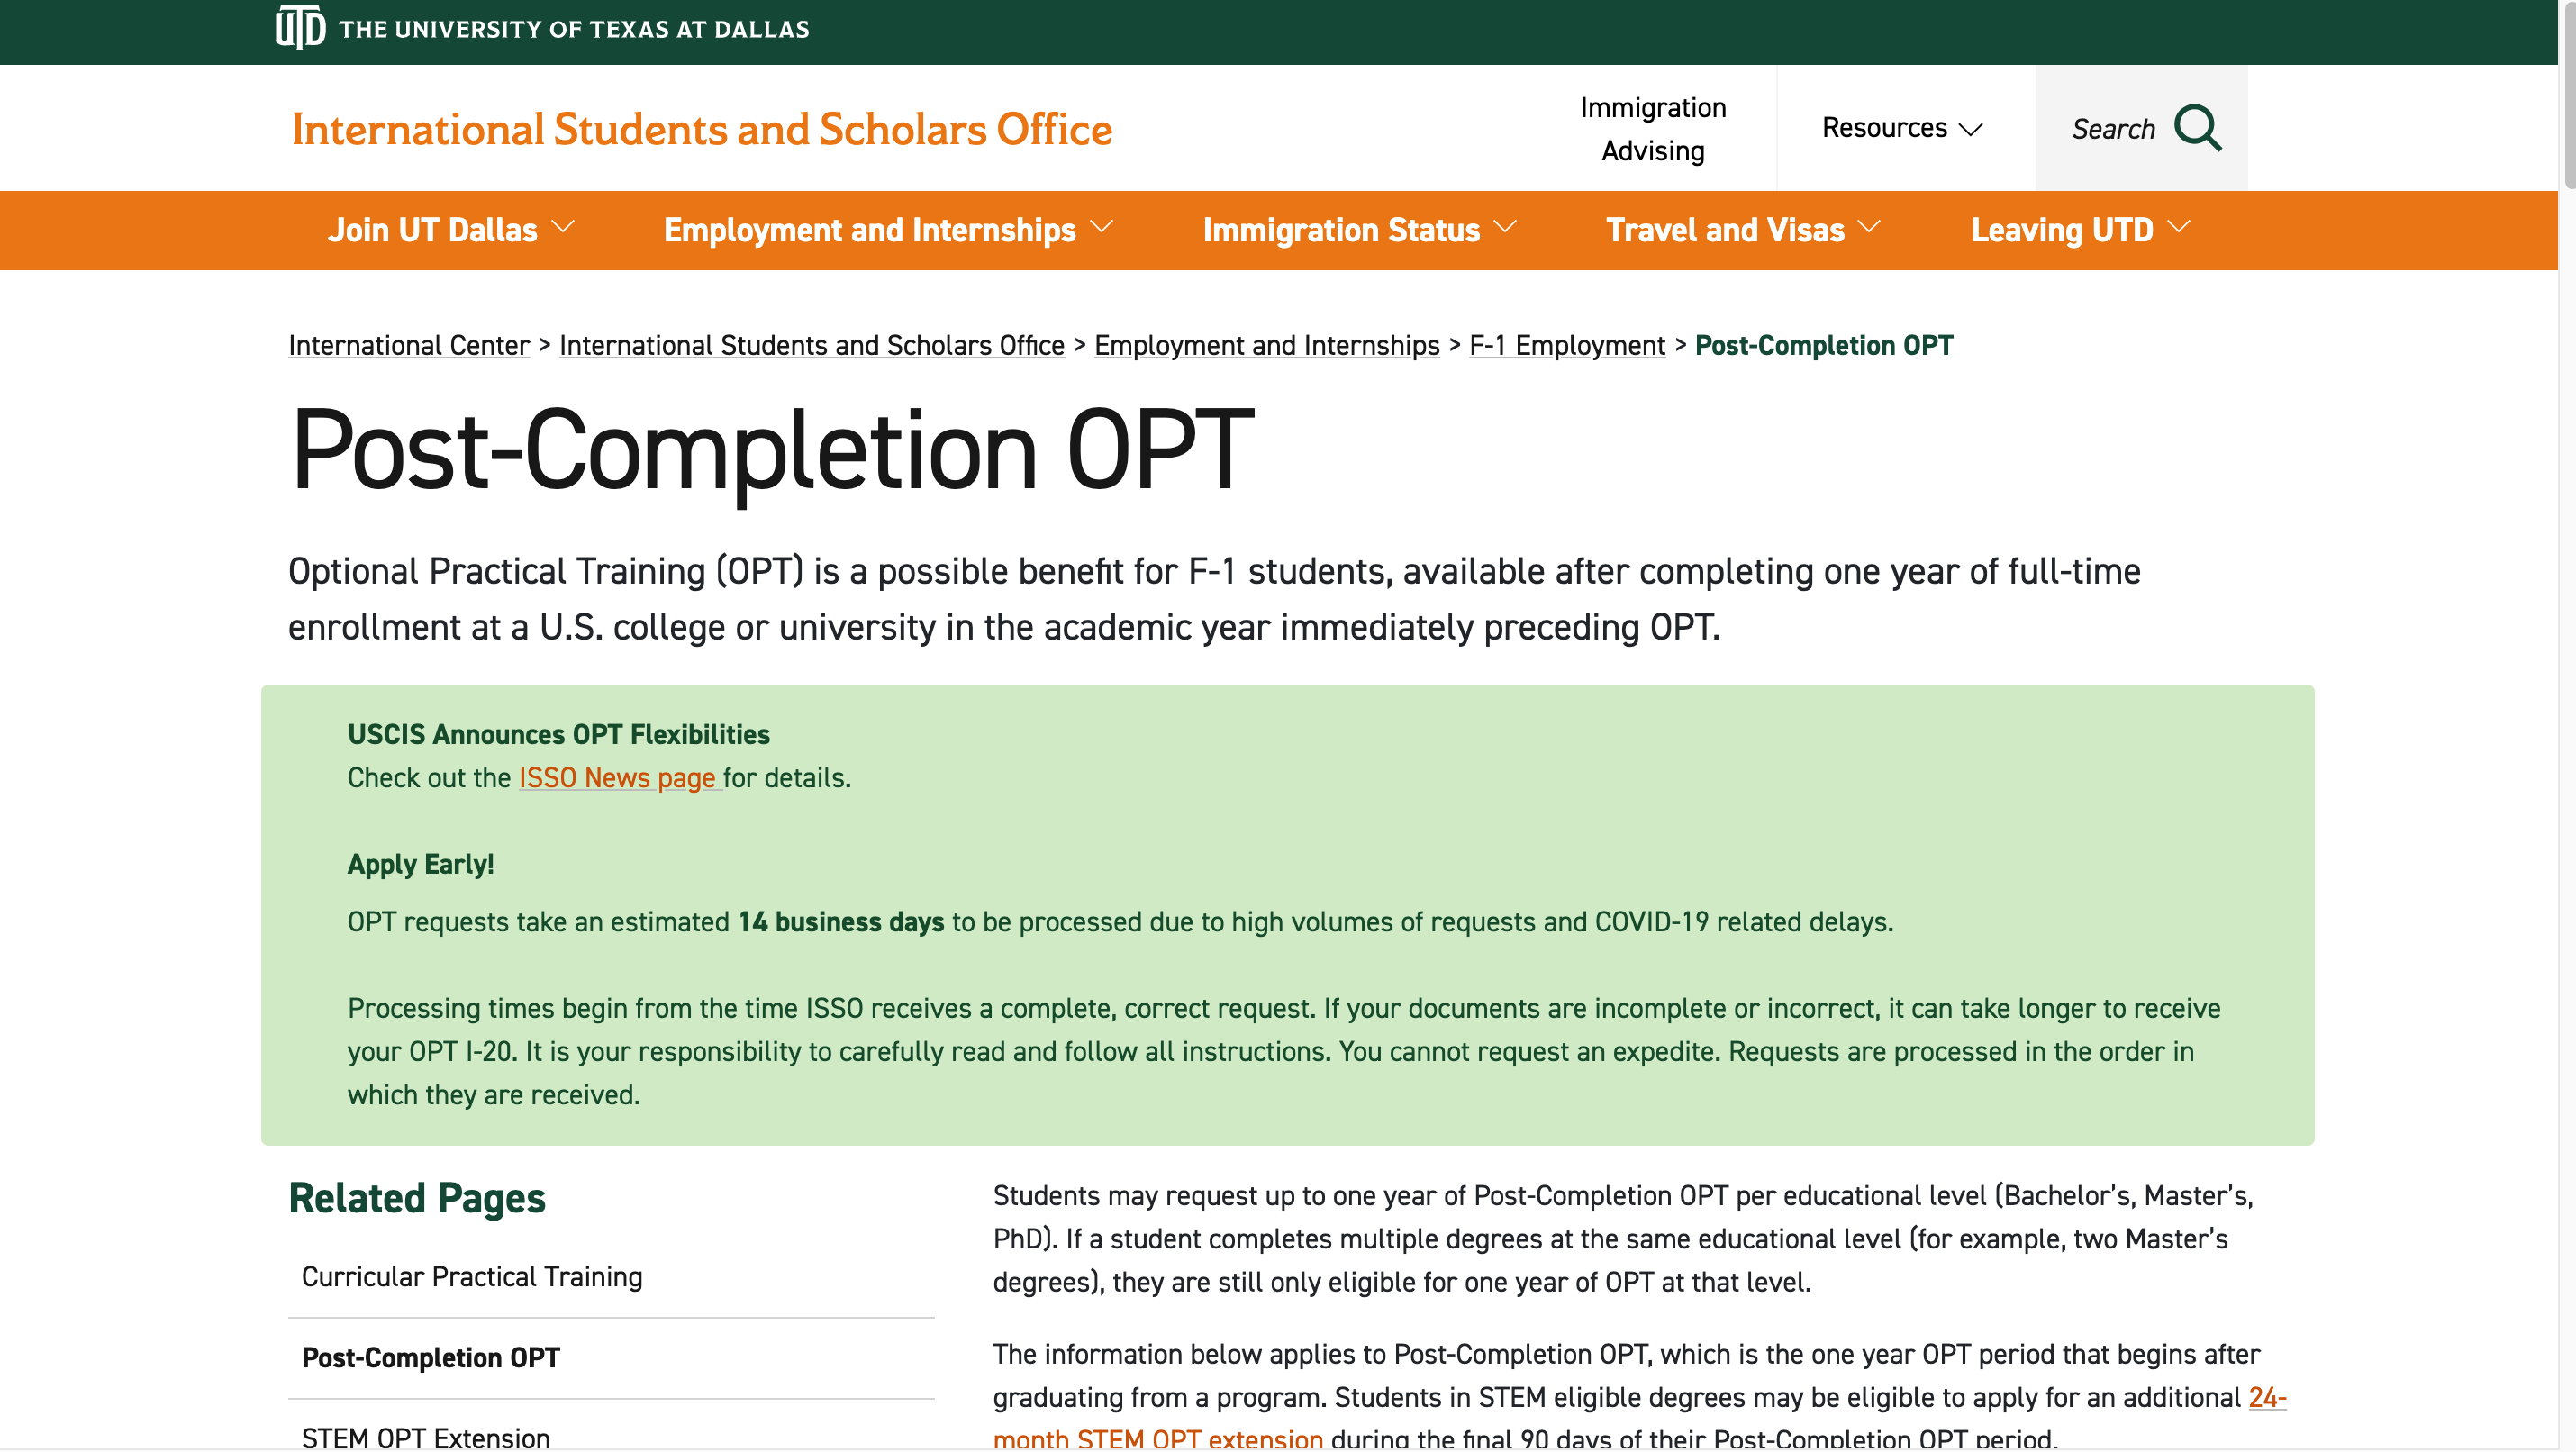 UTD THE UNIVERSITY OF TEXAS AT DALLAS
International Students and Scholars Office
Immigration
Advising
Resources
Search
Join UT Dallas
Employment and Internships
Immigration Status
Travel and Visas
Leaving UTD
International Center > International Students and Scholars Office > Employment and Internships > F-1 Employment > Post-Completion OPT
Post-Completion OPT
Optional Practical Training (OPT) is a possible benefit for F-1 students, available after completing one year of full-time
enrollment at a U.S. college or university in the academic year immediately preceding OPT.
USCIS Announces OPT Flexibilities
Check out the ISSO News page for details.
Apply Early!
OPT requests take an estimated 14 business days to be processed due to high volumes of requests and COVID-19 related delays.
Processing times begin from the time ISSO receives a complete, correct request. If your documents are incomplete or incorrect, it can take longer to receive
your OPT I-20. It is your responsibility to carefully read and follow all instructions. You cannot request an expedite. Requests are processed in the order in
which they are received.
Related Pages
Curricular Practical Training
Post-Completion OPT
STEM OPT Extension
Students may request up to one year of Post-Completion OPT per educational level (Bachelor's, Master's,
PhD). If a student completes multiple degrees at the same educational level (for example, two Master's
degrees), they are still only eligible for one year of OPT at that level.
The information below applies to Post-Completion OPT, which is the one year OPT period that begins after
graduating from a program. Students in STEM eligible degrees may be eligible to apply for an additional 24-
month STEM OPT extension during the final 90 days of their Post-Completion OPT period.